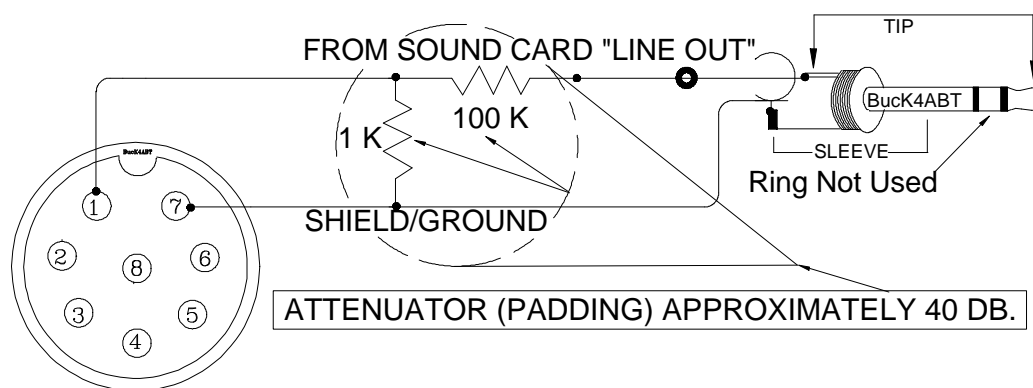 TIP
FROM SOUND CARD "LINE OUT"
BucK4ABT
100 K
1 K
SLEEVE
Ring Not Used
BucK4ABT
SHIELD/GROUND
1
7
2
8
6
3
5
4
ATTENUATOR (PADDING) APPROXIMATELY 40 DB.